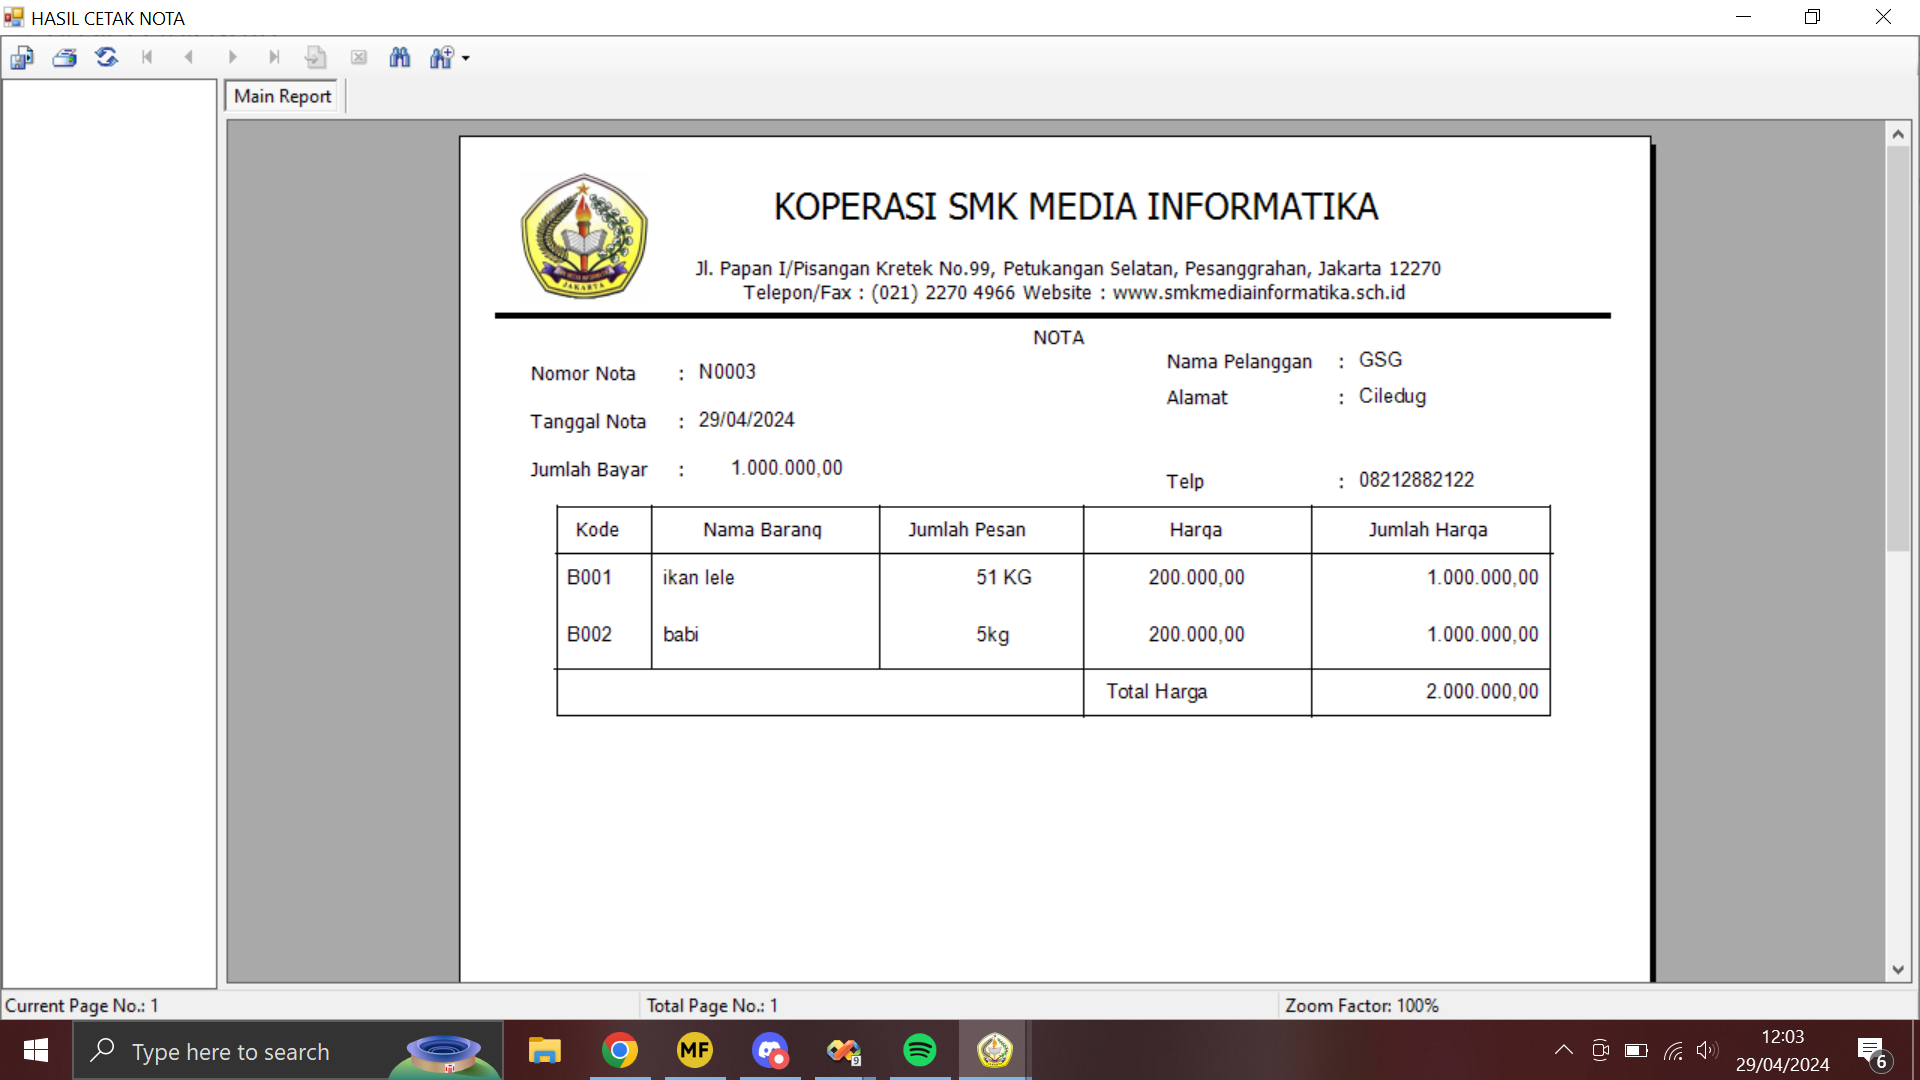 HASIL CETAK NOTA
Main Report
JAKARTA
KOPERASI SMK MEDIA INFORMATIKA
Jl. Papan I/Pisangan Kretek No.99, Petukangan Selatan, Pesanggrahan, Jakarta 12270
Telepon/Fax : (021) 2270 4966 Website : www.smkmediainformatika.sch.id
NOTA
Nomor Nota : N0003
Nama Pelanggan : GSG
Alamat : Ciledug
Tanggal Nota : 29/04/2024
Jumlah Bayar : 1.000.000,00
Telp : 08212882122
Kode Nama Barang Jumlah Pesan Harga Jumlah Harga
B001 ikan lele 51 KG 200.000,00 1.000.000,00
B002 babi 5kg 200.000,00 1.000.000,00
Total Harga 2.000.000,00
Current Page No.: 1 Total Page No.: 1 Zoom Factor: 100%
Type here to search
MF
9
12:03
29/04/2024
6